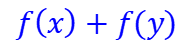 f(x) + f(y)